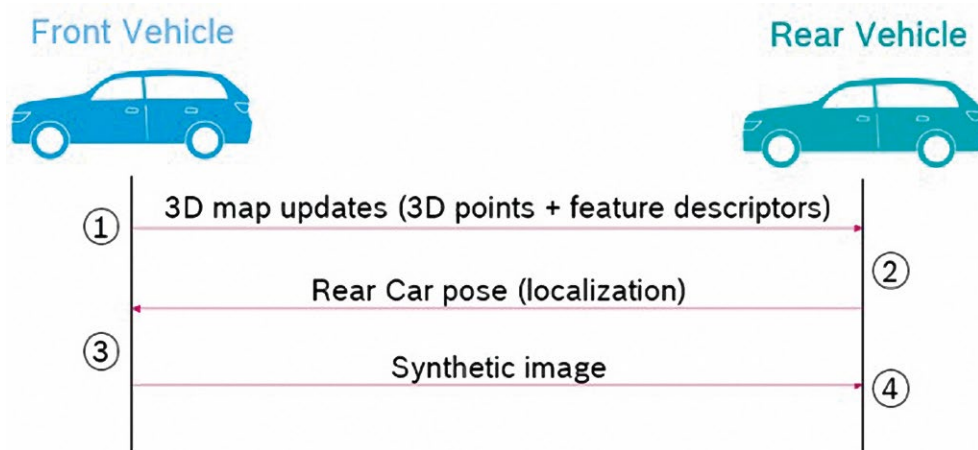 Front Vehicle
Rear Vehicle
① 3D map updates (3D points + feature descriptors)
②
Rear Car pose (localization)
③
Synthetic image
④